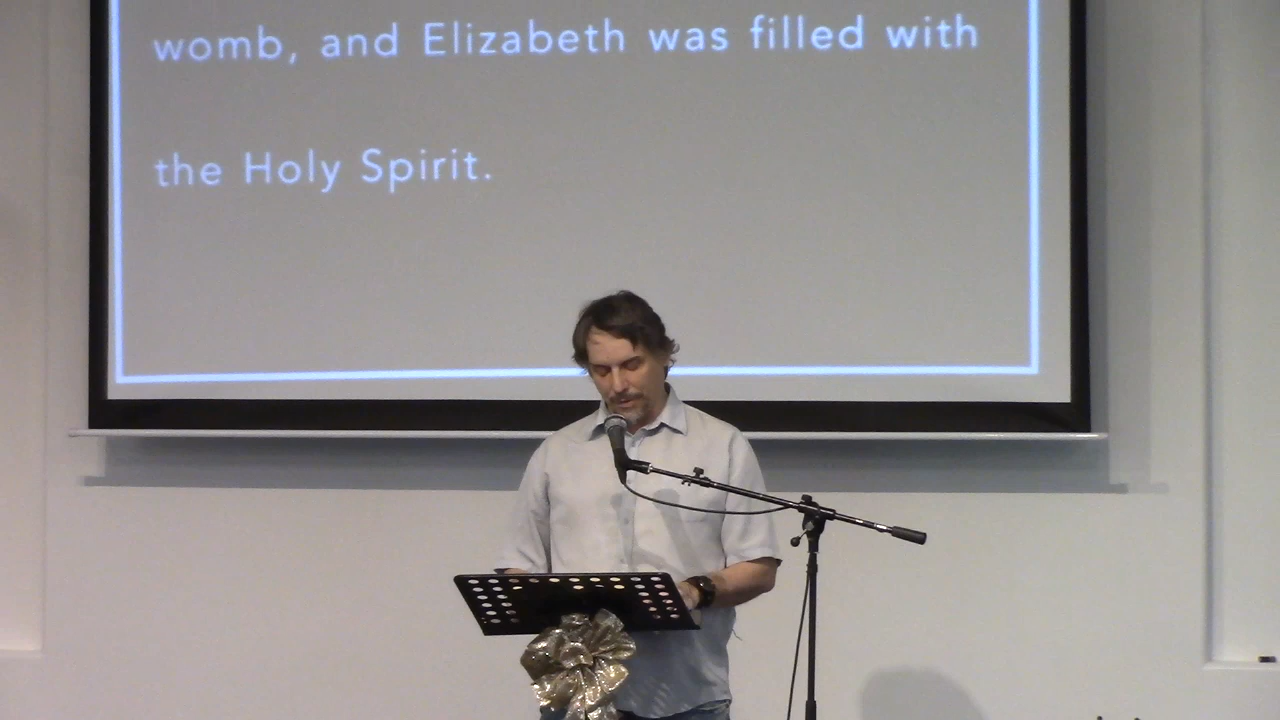 womb, and Elizabeth was filled with
the Holy Spirit.